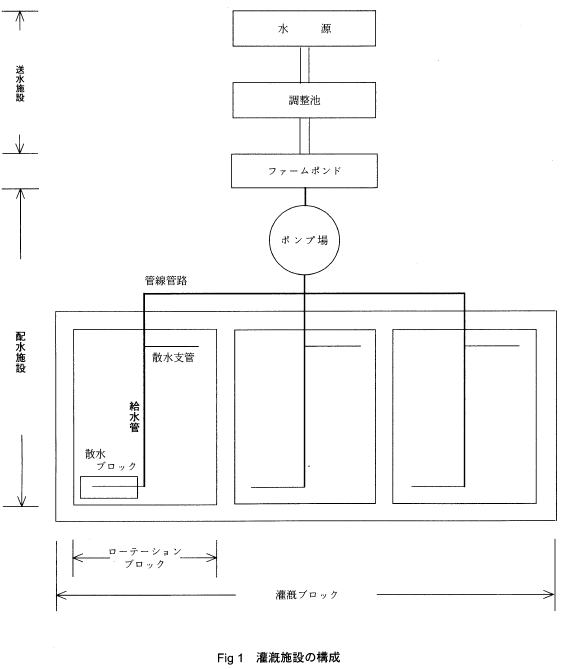 水　源
送水施設
調整池
ファームポンド
ポンプ場
管線管路
配水施設
散水支管
給水管
散水
ブロック
ローテーション
ブロック
灌漑ブロック
Fig 1　灌漑施設の構成